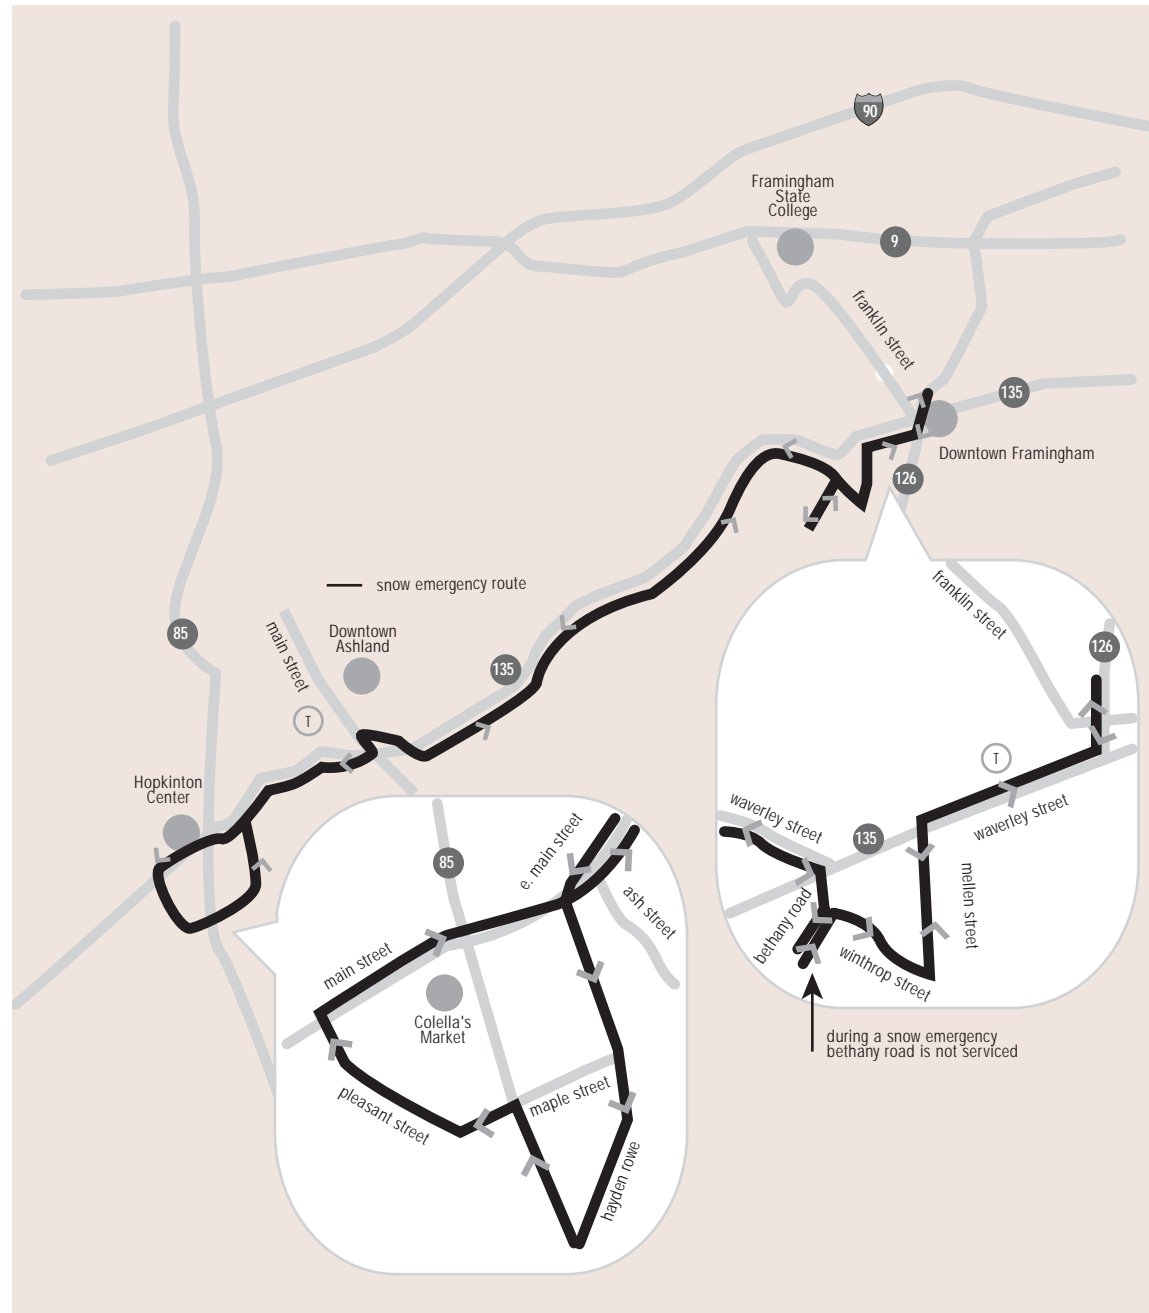 90
Framingham
State
College
9
franklin street
135
Downtown Framingham
126
snow emergency route
85
main street
Downtown
Ashland
135
T
Hopkinton
Center
franklin street
126
T
waverley street
waverley street
135
mellen street
bethany road
winthrop street
during a snow emergency
bethany road is not serviced
85
e. main street
ash street
main street
Colella's
Market
maple street
pleasant street
hayden rowe